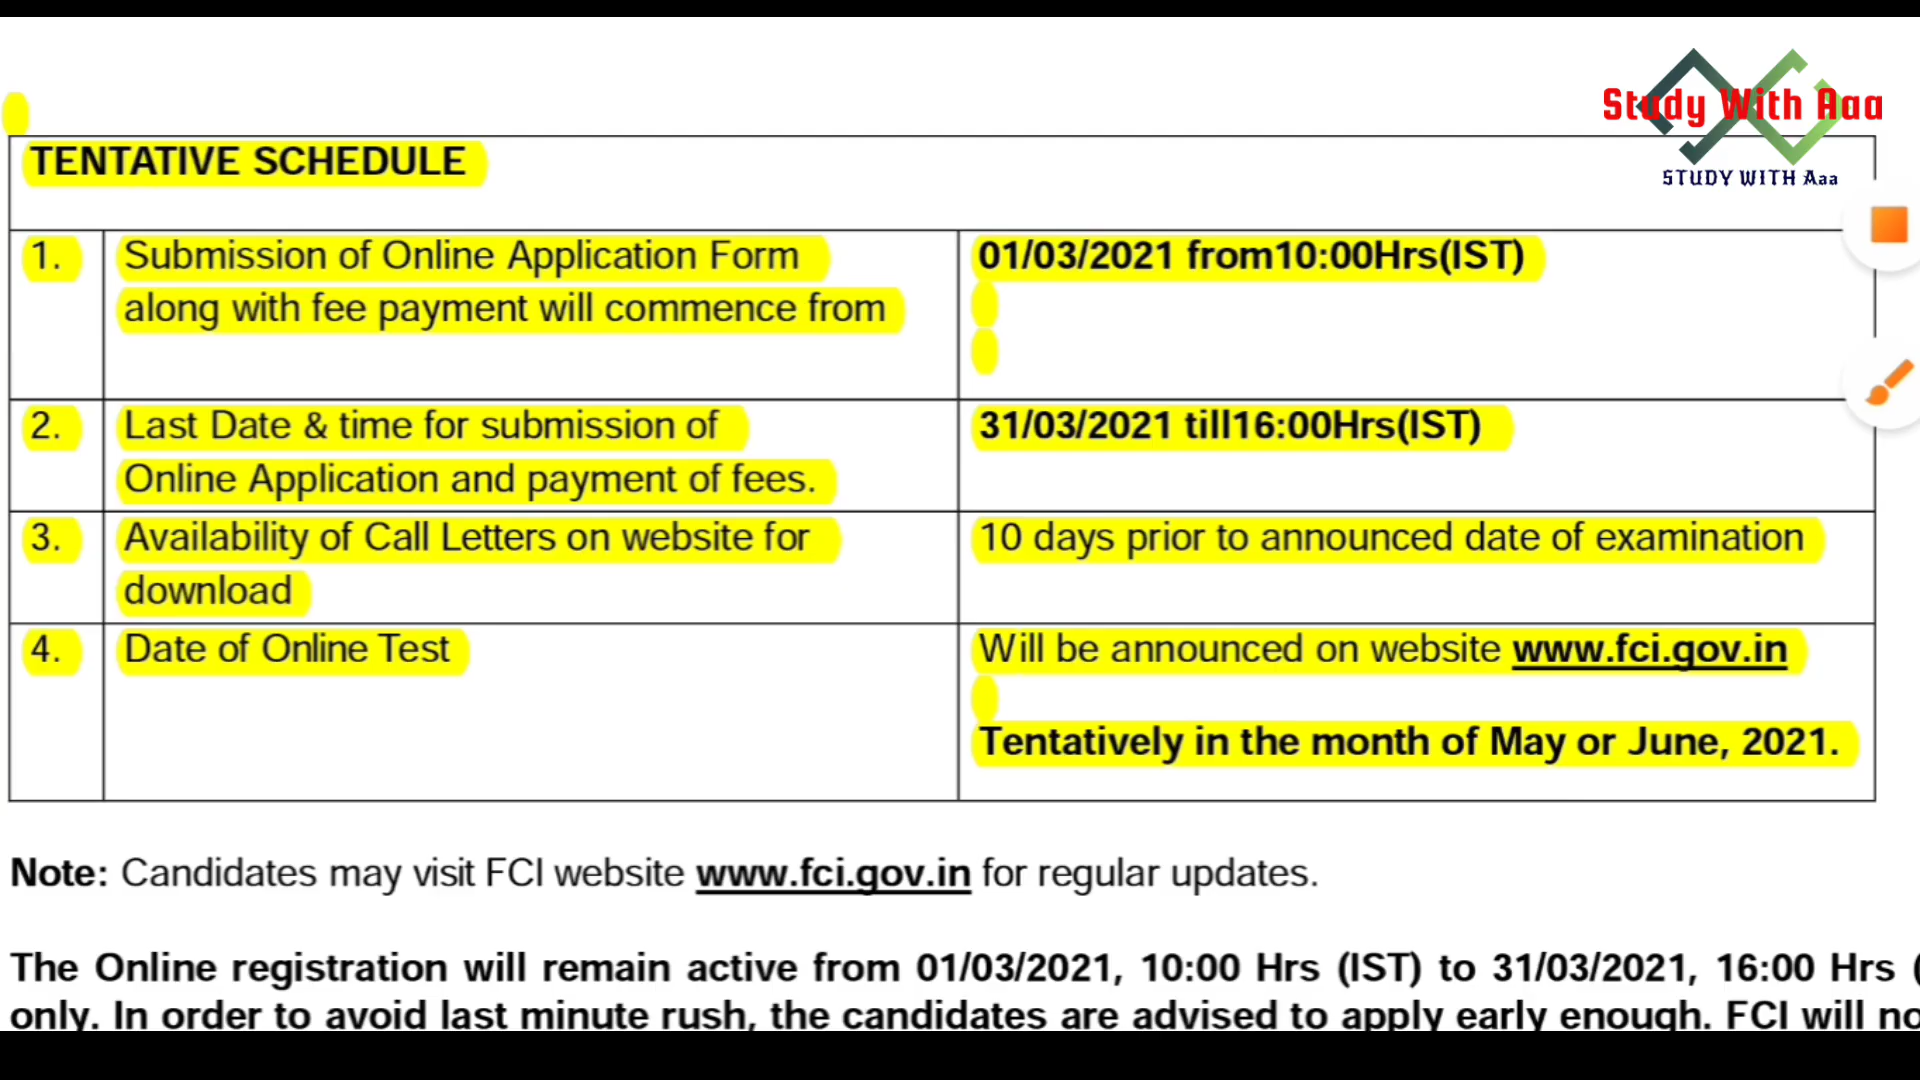 Study With Aaa
STUDY WITH Aaa
TENTATIVE SCHEDULE
1. Submission of Online Application Form 01/03/2021 from10:00Hrs(IST)
along with fee payment will commence from
2. Last Date & time for submission of 31/03/2021 till16:00Hrs(IST)
Online Application and payment of fees.
3. Availability of Call Letters on website for 10 days prior to announced date of examination
download
4. Date of Online Test Will be announced on website www.fci.gov.in
Tentatively in the month of May or June, 2021.
Note: Candidates may visit FCI website www.fci.gov.in for regular updates.
The Online registration will remain active from 01/03/2021, 10:00 Hrs (IST) to 31/03/2021, 16:00 Hrs (
only. In order to avoid last minute rush, the candidates are advised to apply early enough. FCI will no